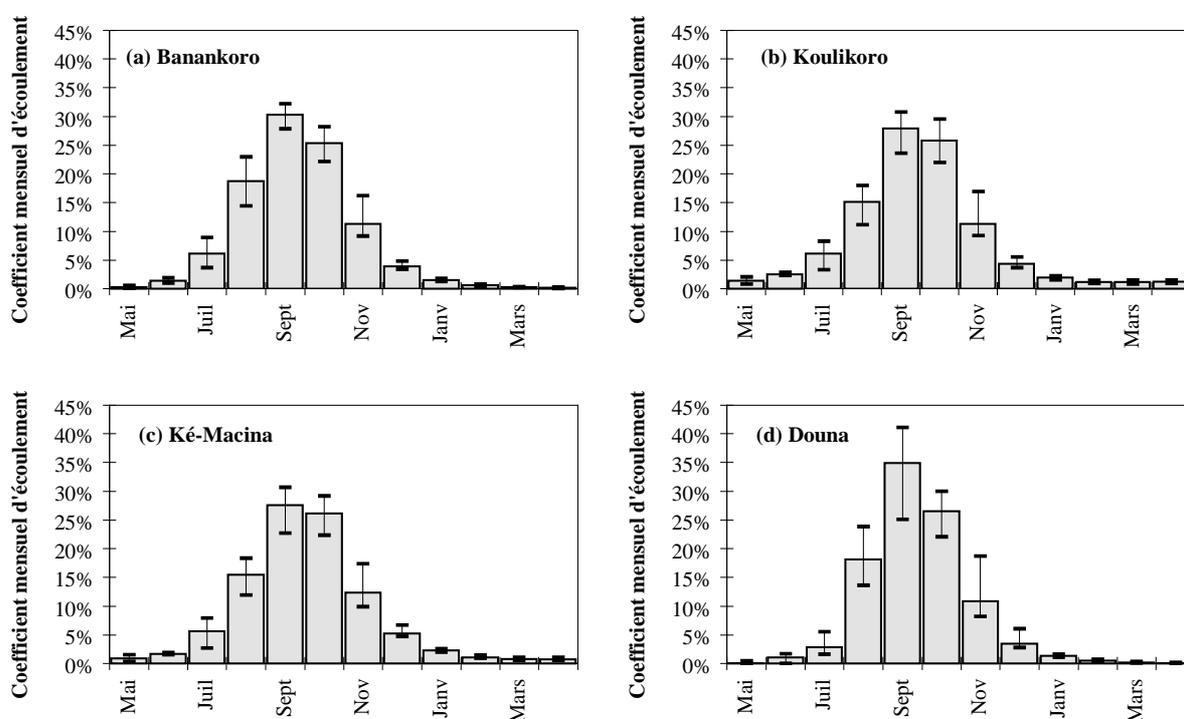 Coefficient mensuel d'écoulement
45%
40%
35%
30%
25%
20%
15%
10%
5%
0%
(a) Banankoro
Mai
Juil
Sept
Nov
Janv
Mars
Coefficient mensuel d'écoulement
45%
40%
35%
30%
25%
20%
15%
10%
5%
0%
(b) Koulikoro
Mai
Juil
Sept
Nov
Janv
Mars
Coefficient mensuel d'écoulement
45%
40%
35%
30%
25%
20%
15%
10%
5%
0%
(c) Ké-Macina
Mai
Juil
Sept
Nov
Janv
Mars
Coefficient mensuel d'écoulement
45%
40%
35%
30%
25%
20%
15%
10%
5%
0%
(d) Douna
Mai
Juil
Sept
Nov
Janv
Mars